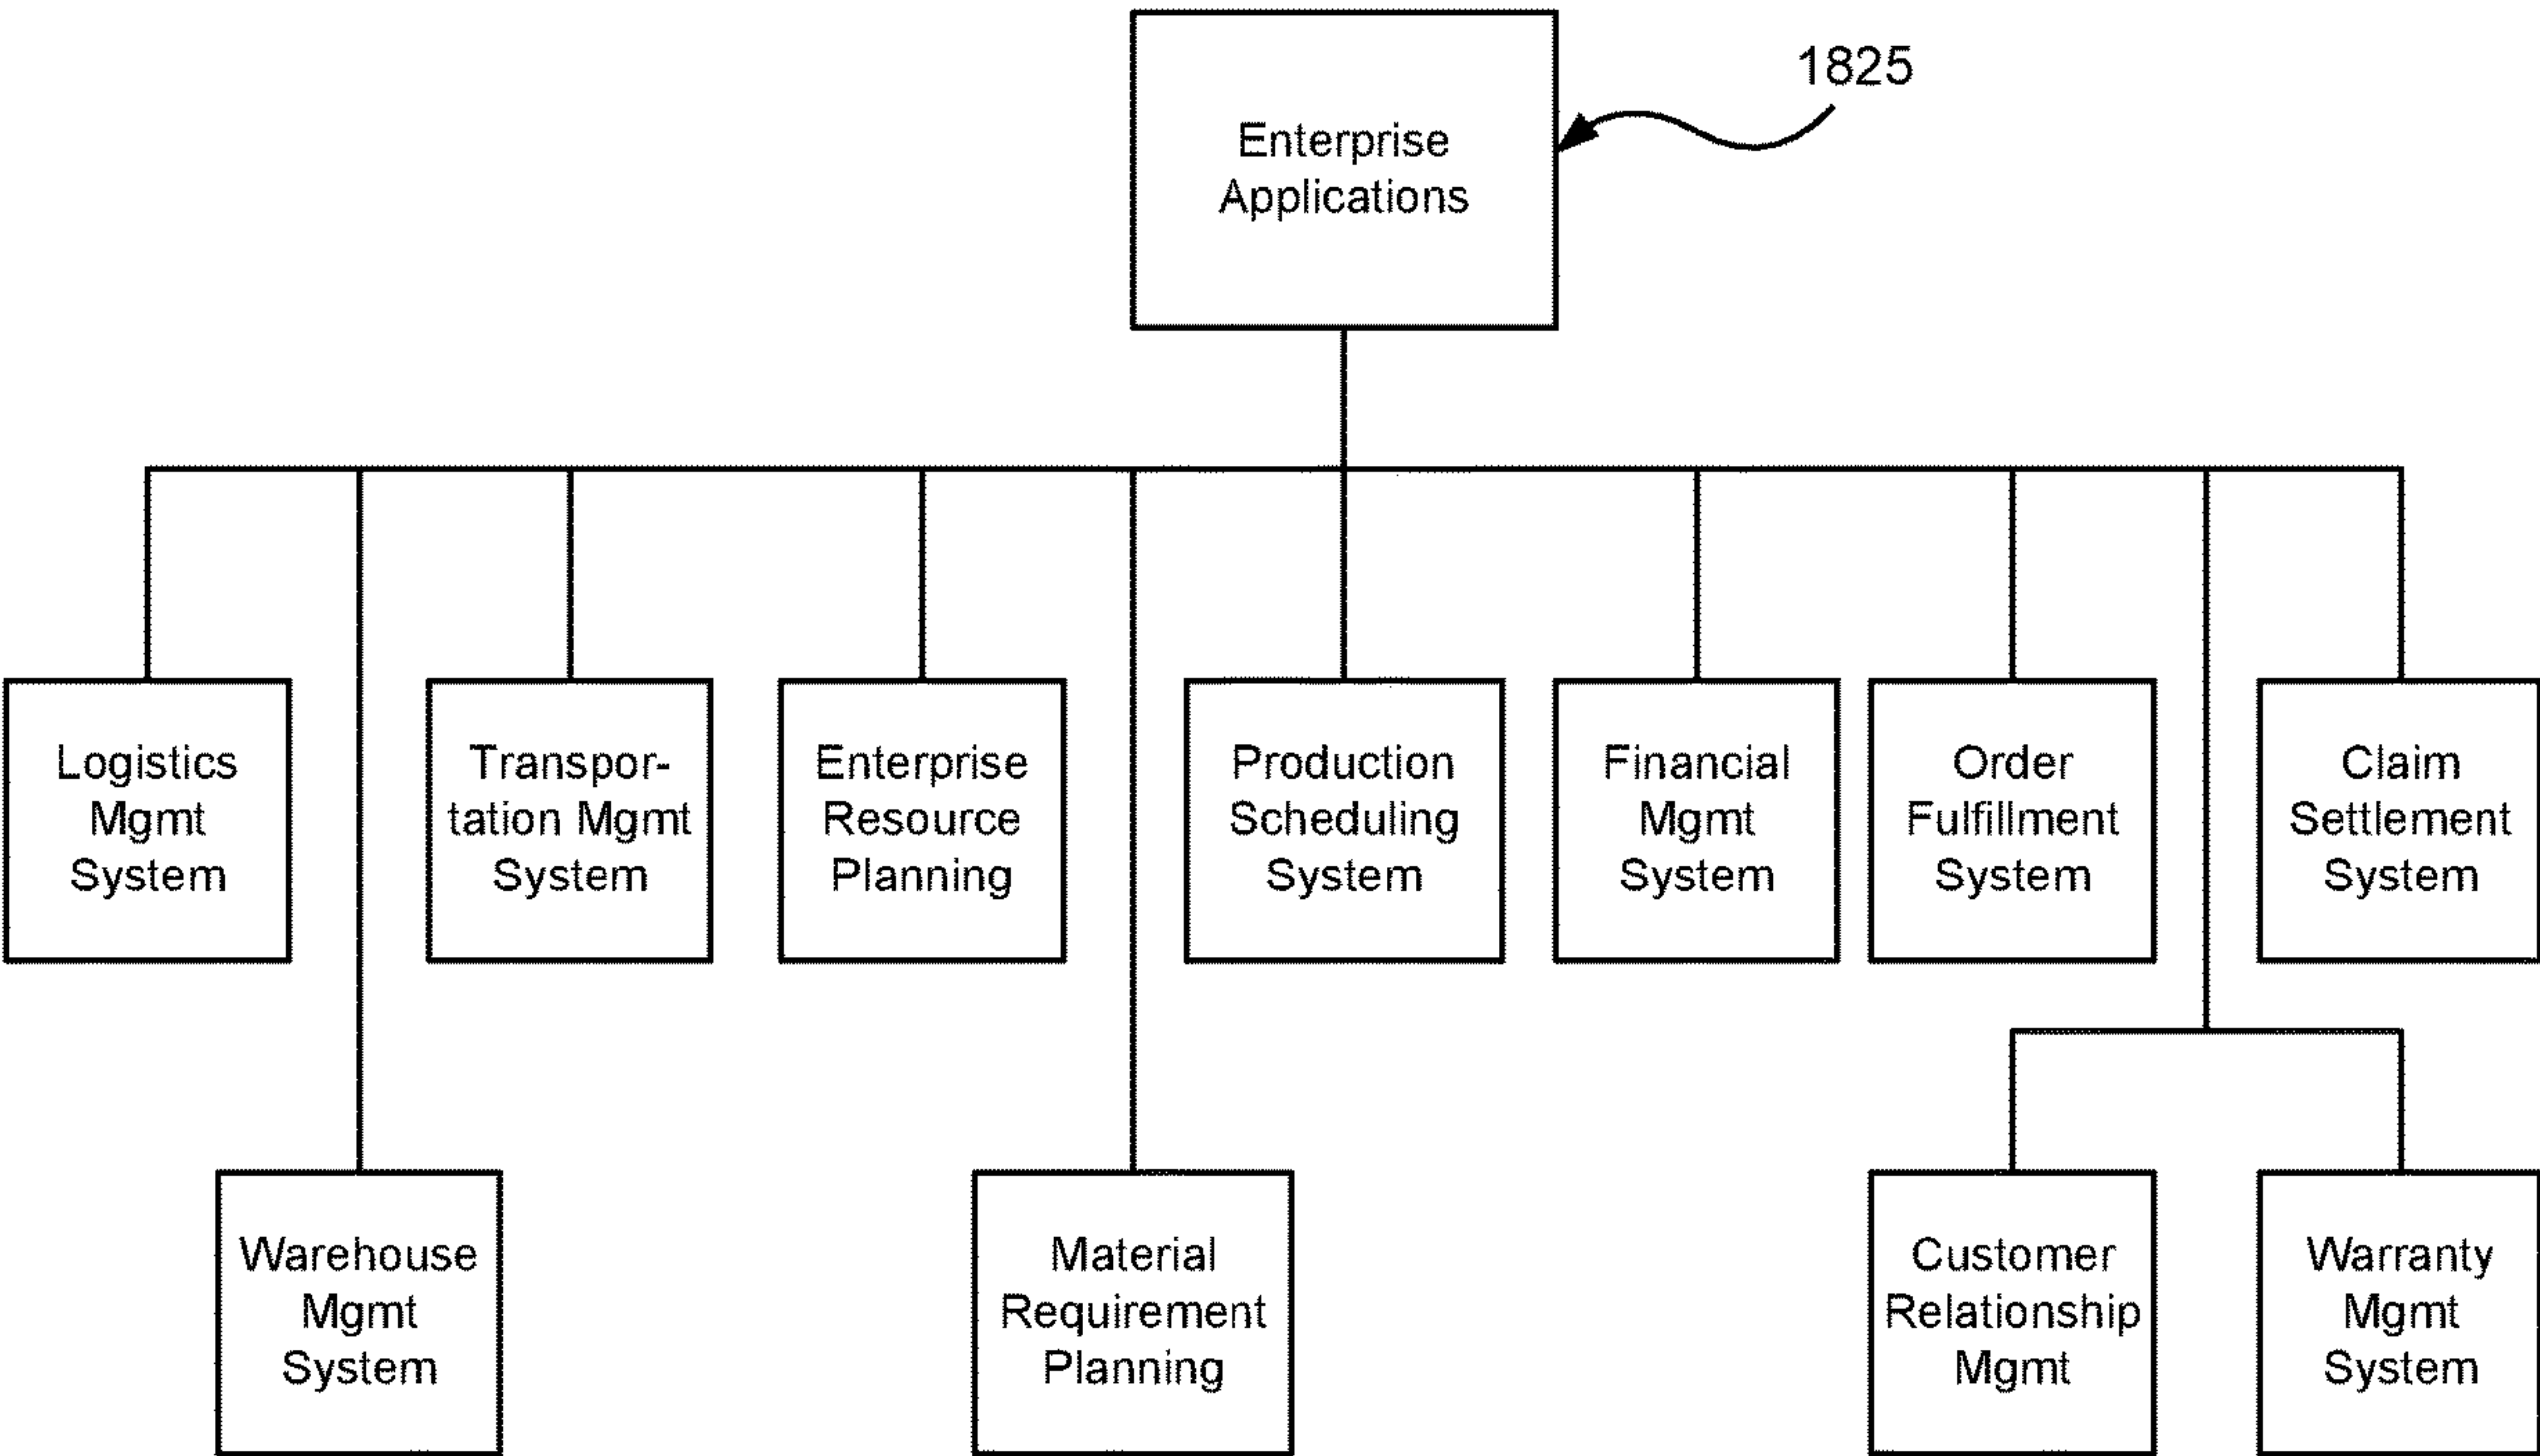 Enterprise
Applications
1825
Logistics
Mgmt
System
Transpor-
tation Mgmt
System
Enterprise
Resource
Planning
Production
Scheduling
System
Financial
Mgmt
System
Order
Fulfillment
System
Claim
Settlement
System
Warehouse
Mgmt
System
Material
Requirement
Planning
Customer
Relationship
Mgmt
Warranty
Mgmt
System